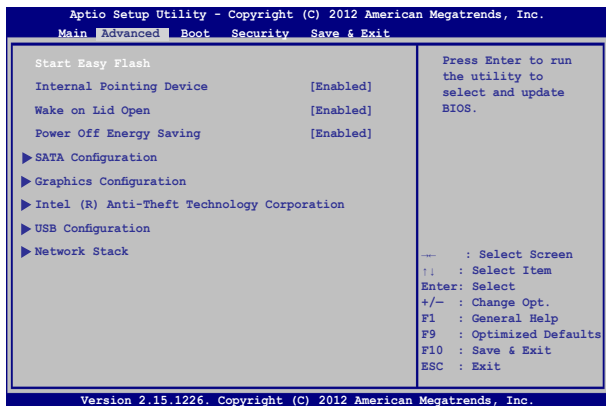 Aptio Setup Utility - Copyright (C) 2012 American Megatrends, Inc.
Main Advanced Boot Security Save & Exit
Start Easy Flash
Internal Pointing Device [Enabled]
Wake on Lid Open [Enabled]
Power Off Energy Saving [Enabled]
SATA Configuration
Graphics Configuration
Intel (R) Anti-Theft Technology Corporation
USB Configuration
Network Stack
Press Enter to run
the utility to
select and update
BIOS.
→← : Select Screen
↑↓ : Select Item
Enter: Select
+/— : Change Opt.
F1 : General Help
F9 : Optimized Defaults
F10 : Save & Exit
ESC : Exit
Version 2.15.1226. Copyright (C) 2012 American Megatrends, Inc.